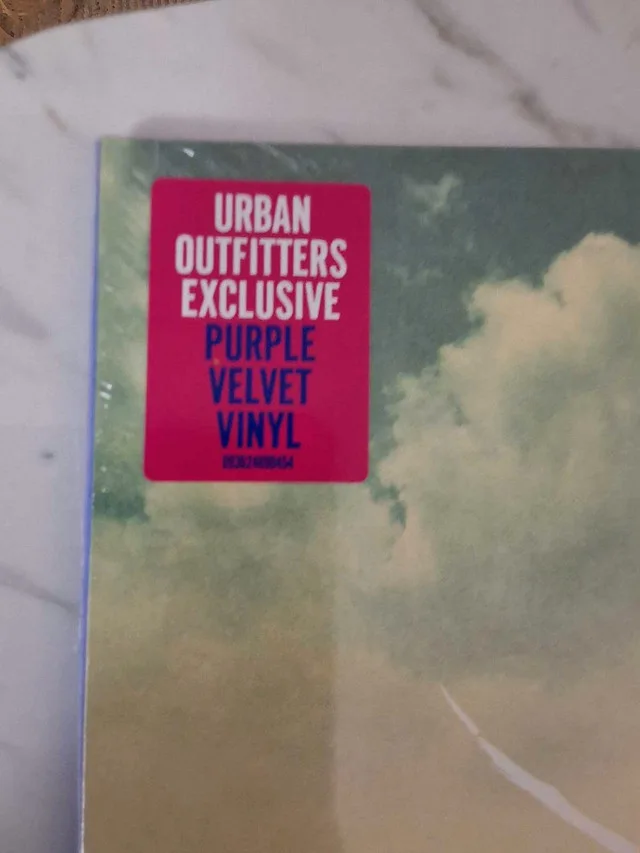 URBAN
OUTFITTERS
EXCLUSIVE
PURPLE
VELVET
VINYL